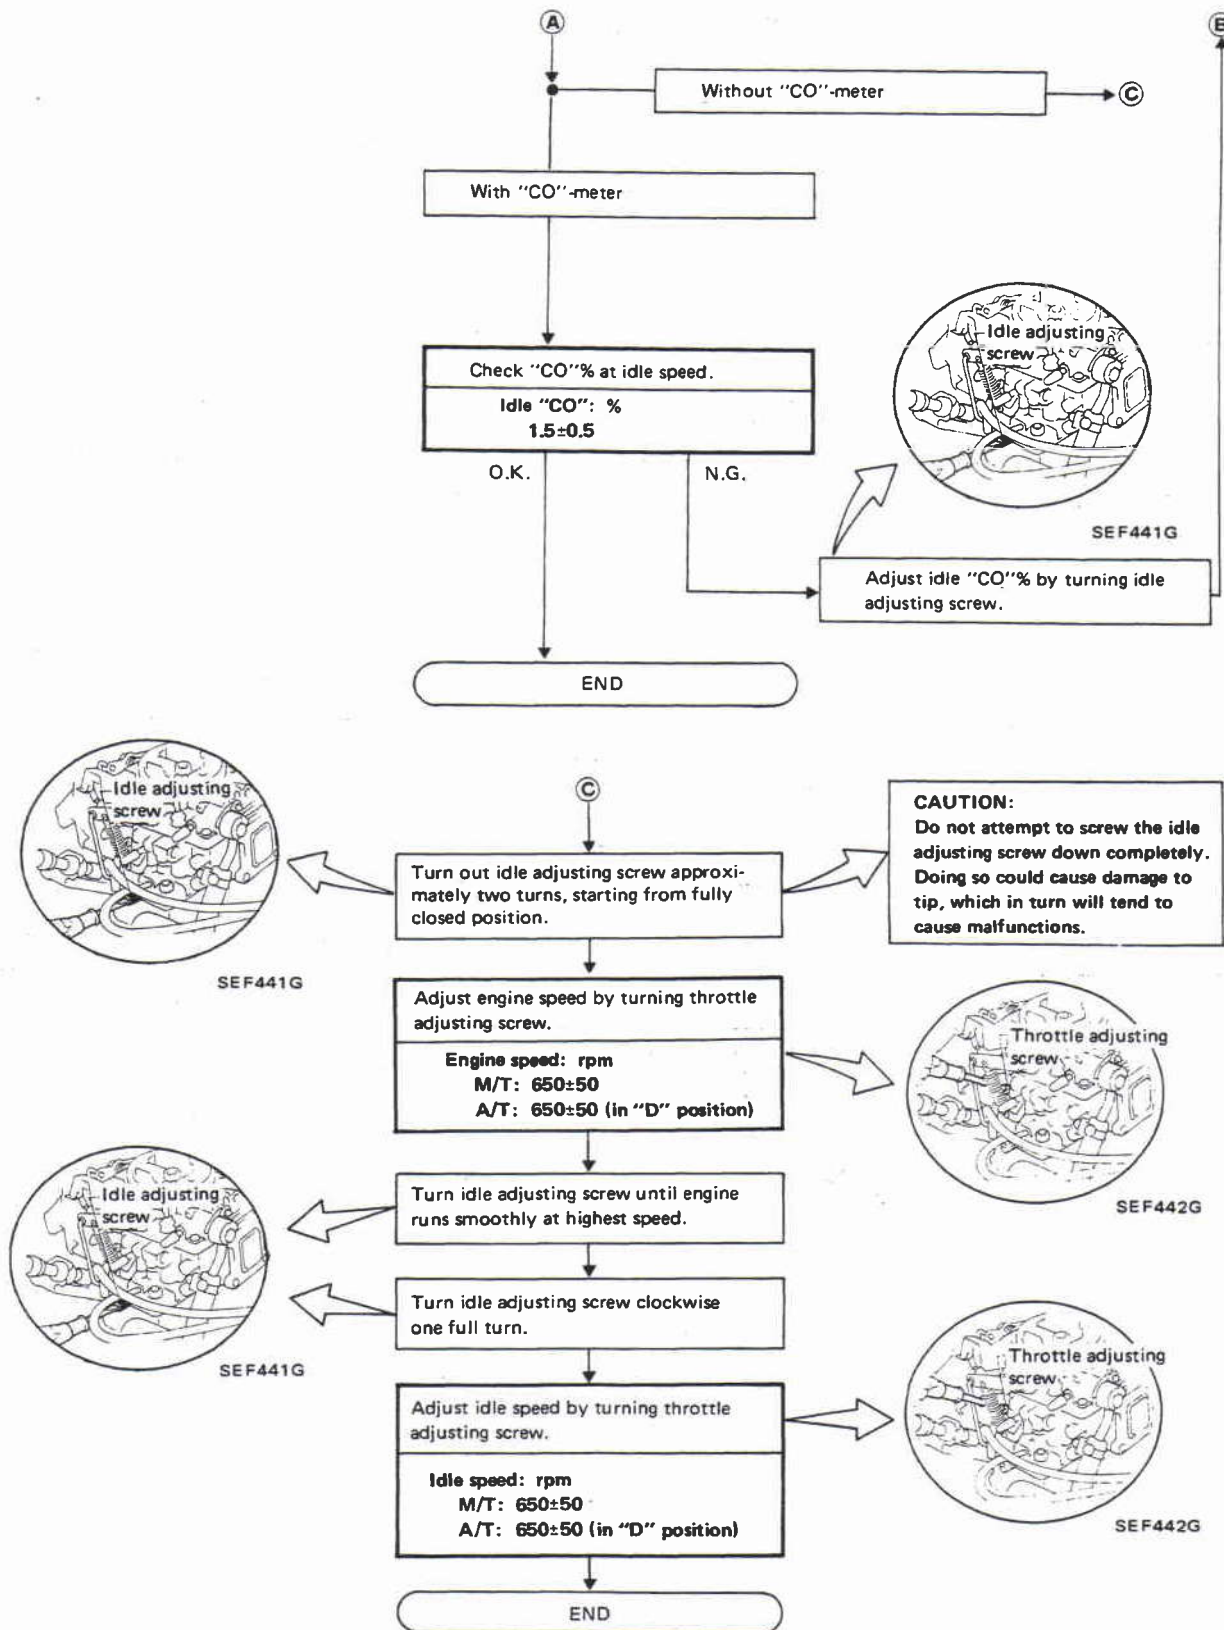 A
B
Without "CO"-meter
C
With "CO"-meter
Check "CO"% at idle speed.
Idle "CO": %
1.5±0.5
O.K.
N.G.
Idle adjusting
screw
SEF441G
Adjust idle "CO"% by turning idle
adjusting screw.
END
Idle adjusting
screw
SEF441G
C
Turn out idle adjusting screw approxi-
mately two turns, starting from fully
closed position.
CAUTION:
Do not attempt to screw the idle
adjusting screw down completely.
Doing so could cause damage to
tip, which in turn will tend to
cause malfunctions.
Adjust engine speed by turning throttle
adjusting screw.
Engine speed: rpm
M/T: 650±50
A/T: 650±50 (in "D" position)
Throttle adjusting
screw
SEF442G
Idle adjusting
screw
SEF441G
Turn idle adjusting screw until engine
runs smoothly at highest speed.
Turn idle adjusting screw clockwise
one full turn.
Adjust idle speed by turning throttle
adjusting screw.
Idle speed: rpm
M/T: 650±50
A/T: 650±50 (in "D" position)
Throttle adjusting
screw
SEF442G
END